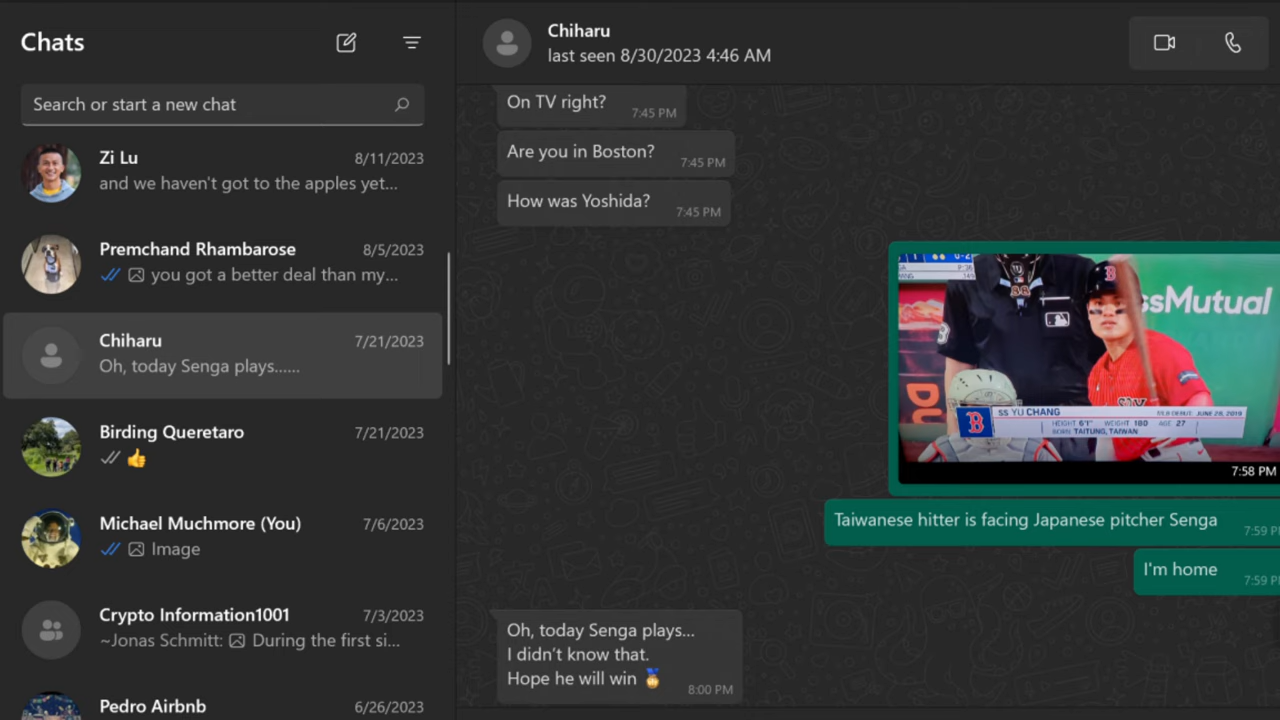 Chats
Search or start a new chat
Zi Lu
8/11/2023
and we haven't got to the apples yet...
Premchand Rhambarose
8/5/2023
you got a better deal than my...
Chiharu
7/21/2023
Oh, today Senga plays......
Birding Queretaro
7/21/2023
Michael Muchmore (You)
7/6/2023
Image
Crypto Information1001
7/3/2023
~Jonas Schmitt: During the first si...
Pedro Airbnb
6/26/2023
Chiharu
last seen 8/30/2023 4:46 AM
On TV right?
7:45 PM
Are you in Boston?
7:45 PM
How was Yoshida?
7:45 PM
ssMutual
B
SS YU CHANG
MLB DEBUT: JUNE 28, 2019
HEIGHT 6'1" WEIGHT 180 AGE 27
BORN: TAITUNG, TAIWAN
7:58 PM
Taiwanese hitter is facing Japanese pitcher Senga
7:59 P
I'm home
7:59 P
Oh, today Senga plays...
I didn't know that.
Hope he will win
8:00 PM